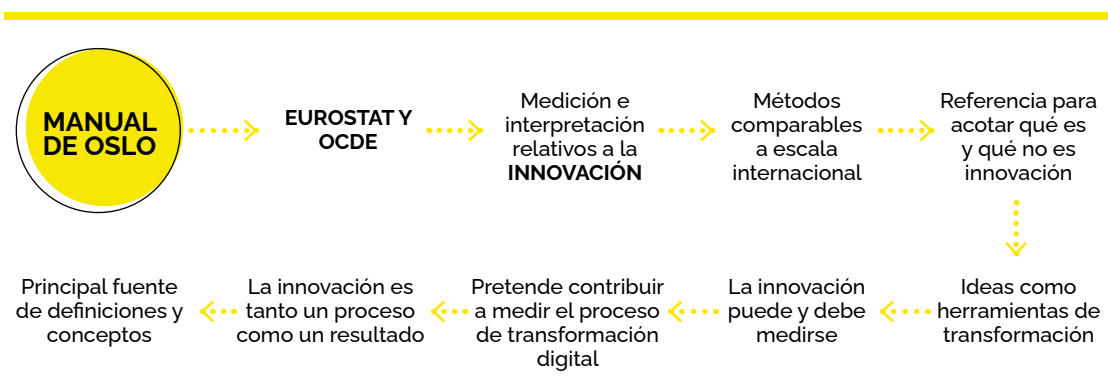 MANUAL
DE OSLO
EUROSTAT Y
OCDE
Medición e
interpretación
relativos a la
INNOVACIÓN
Métodos
comparables
a escala
internacional
Referencia para
acotar qué es
y qué no es
innovación
Ideas como
herramientas de
transformación
La innovación
puede y debe
medirse
Pretende contribuir
a medir el proceso
de transformación
digital
La innovación es
tanto un proceso
como un resultado
Principal fuente
de definiciones y
conceptos